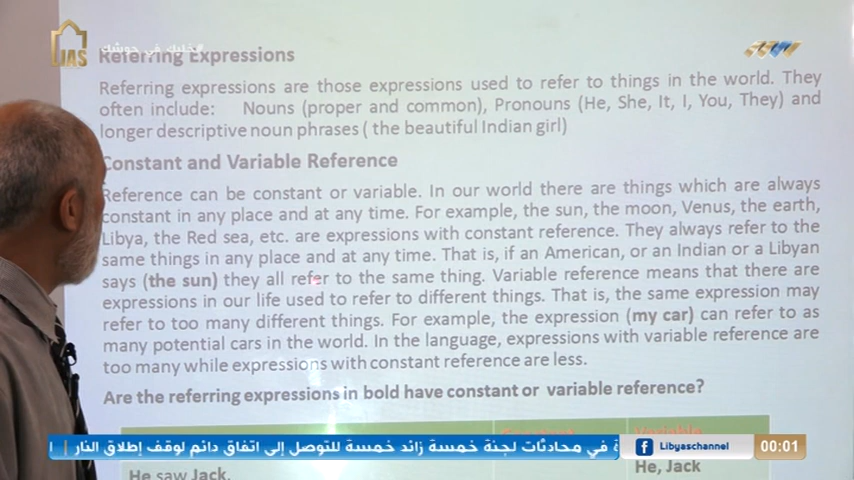 JAS
#خليك في حوشك
Referring Expressions
Referring expressions are those expressions used to refer to things in the world. They
often include: Nouns (proper and common), Pronouns (He, She, It, I, You, They) and
longer descriptive noun phrases ( the beautiful Indian girl)
Constant and Variable Reference
Reference can be constant or variable. In our world there are things which are always
constant in any place and at any time. For example, the sun, the moon, Venus, the earth,
Libya, the Red sea, etc. are expressions with constant reference. They always refer to the
same things in any place and at any time. That is, if an American, or an Indian or a Libyan
says (the sun) they all refer to the same thing. Variable reference means that there are
expressions in our life used to refer to different things. That is, the same expression may
refer to too many different things. For example, the expression (my car) can refer to as
many potential cars in the world. In the language, expressions with variable reference are
too many while expressions with constant reference are less.
Are the referring expressions in bold have constant or variable reference?
Constant Variable
في محادثات لجنة خمسة زائد خمسة للتوصل إلى اتفاق دائم لوقف إطلاق النار
Libyaschannel
00:01
He saw Jack.
He, Jack